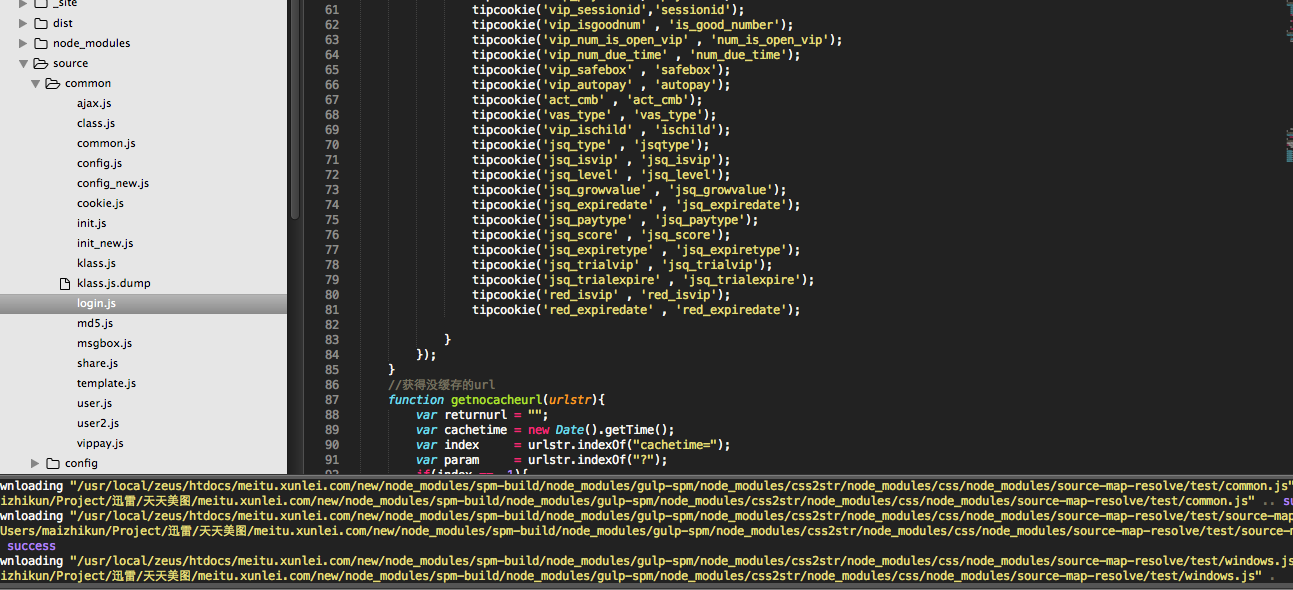 _site
dist
node_modules
source
common
ajax.js
class.js
common.js
config.js
config_new.js
cookie.js
init.js
init_new.js
klass.js
klass.js.dump
login.js
md5.js
msgbox.js
share.js
template.js
user.js
user2.js
vippay.js
config
61 tipcookie('vip_sessionid','sessionid');
62 tipcookie('vip_isgoodnum' , 'is_good_number');
63 tipcookie('vip_num_is_open_vip' , 'num_is_open_vip');
64 tipcookie('vip_num_due_time' , 'num_due_time');
65 tipcookie('vip_safebox' , 'safebox');
66 tipcookie('vip_autopay' , 'autopay');
67 tipcookie('act_cmb' , 'act_cmb');
68 tipcookie('vas_type' , 'vas_type');
69 tipcookie('vip_ischild' , 'ischild');
70 tipcookie('jsq_type' , 'jsqtype');
71 tipcookie('jsq_isvip' , 'jsq_isvip');
72 tipcookie('jsq_level' , 'jsq_level');
73 tipcookie('jsq_growvalue' , 'jsq_growvalue');
74 tipcookie('jsq_expiredate' , 'jsq_expiredate');
75 tipcookie('jsq_paytype' , 'jsq_paytype');
76 tipcookie('jsq_score' , 'jsq_score');
77 tipcookie('jsq_expiretype' , 'jsq_expiretype');
78 tipcookie('jsq_trialvip' , 'jsq_trialvip');
79 tipcookie('jsq_trialexpire' , 'jsq_trialexpire');
80 tipcookie('red_isvip' , 'red_isvip');
81 tipcookie('red_expiredate' , 'red_expiredate');
82
83 }
84 });
85 }
86 //获得没缓存的url
87 function getnocacheurl(urlstr){
88 var returnurl = "";
89 var cachetime = new Date().getTime();
90 var index = urlstr.indexOf("cachetime=");
91 var param = urlstr.indexOf("?");
wnloading "/usr/local/zeus/htdocs/meitu.xunlei.com/new/node_modules/spm-build/node_modules/gulp-spm/node_modules/css2str/node_modules/css/node_modules/source-map-resolve/test/common.js"
izhikun/Project/迅雷/天天美图/meitu.xunlei.com/new/node_modules/spm-build/node_modules/gulp-spm/node_modules/css2str/node_modules/css/node_modules/source-map-resolve/test/common.js" .. su
wnloading "/usr/local/zeus/htdocs/meitu.xunlei.com/new/node_modules/spm-build/node_modules/gulp-spm/node_modules/css2str/node_modules/css/node_modules/source-map-resolve/test/source-map
Users/maizhikun/Project/迅雷/天天美图/meitu.xunlei.com/new/node_modules/spm-build/node_modules/gulp-spm/node_modules/css2str/node_modules/css/node_modules/source-map-resolve/test/source-m
success
wnloading "/usr/local/zeus/htdocs/meitu.xunlei.com/new/node_modules/spm-build/node_modules/gulp-spm/node_modules/css2str/node_modules/css/node_modules/source-map-resolve/test/windows.js
izhikun/Project/迅雷/天天美图/meitu.xunlei.com/new/node_modules/spm-build/node_modules/gulp-spm/node_modules/css2str/node_modules/css/node_modules/source-map-resolve/test/windows.js" .